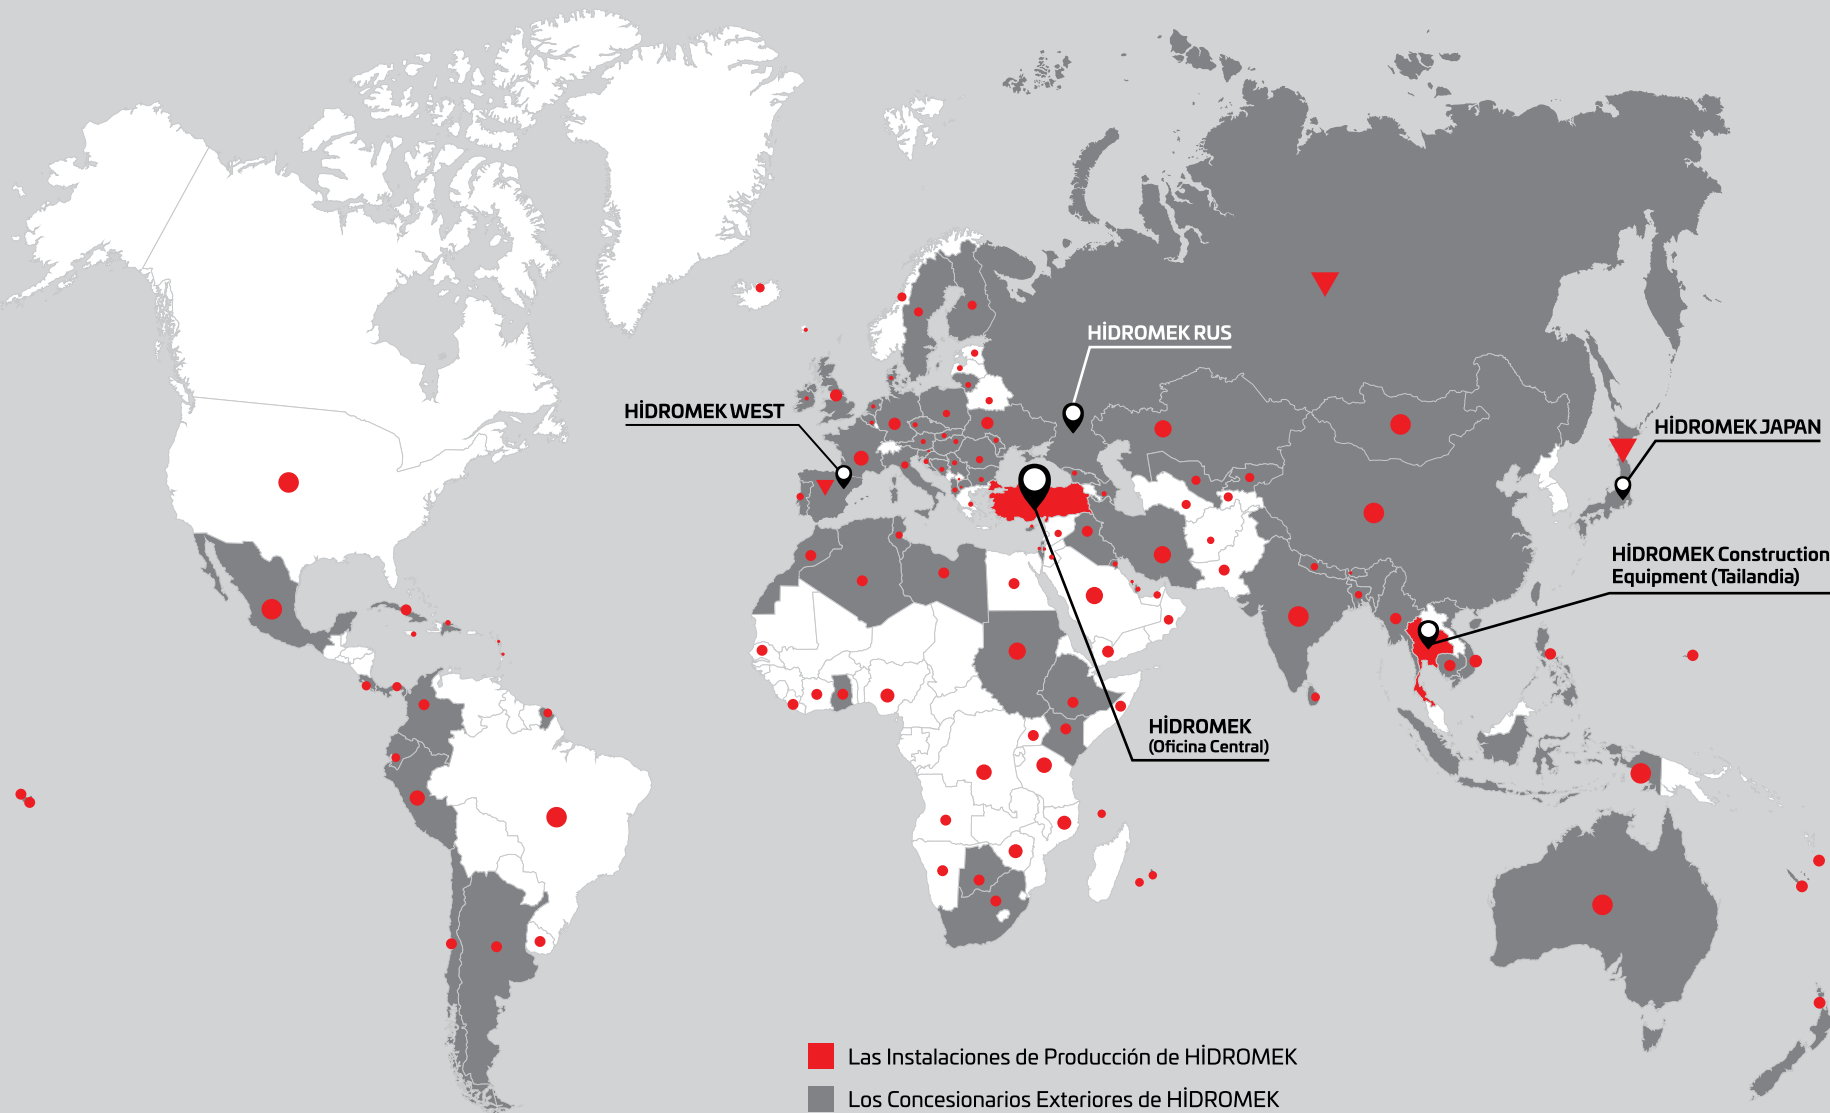 HİDROMEK RUS
HİDROMEK WEST
HİDROMEK JAPAN
HİDROMEK Construction
Equipment (Tailandia)
HİDROMEK
(Oficina Central)
Las Instalaciones de Producción de HİDROMEK
Los Concesionarios Exteriores de HİDROMEK